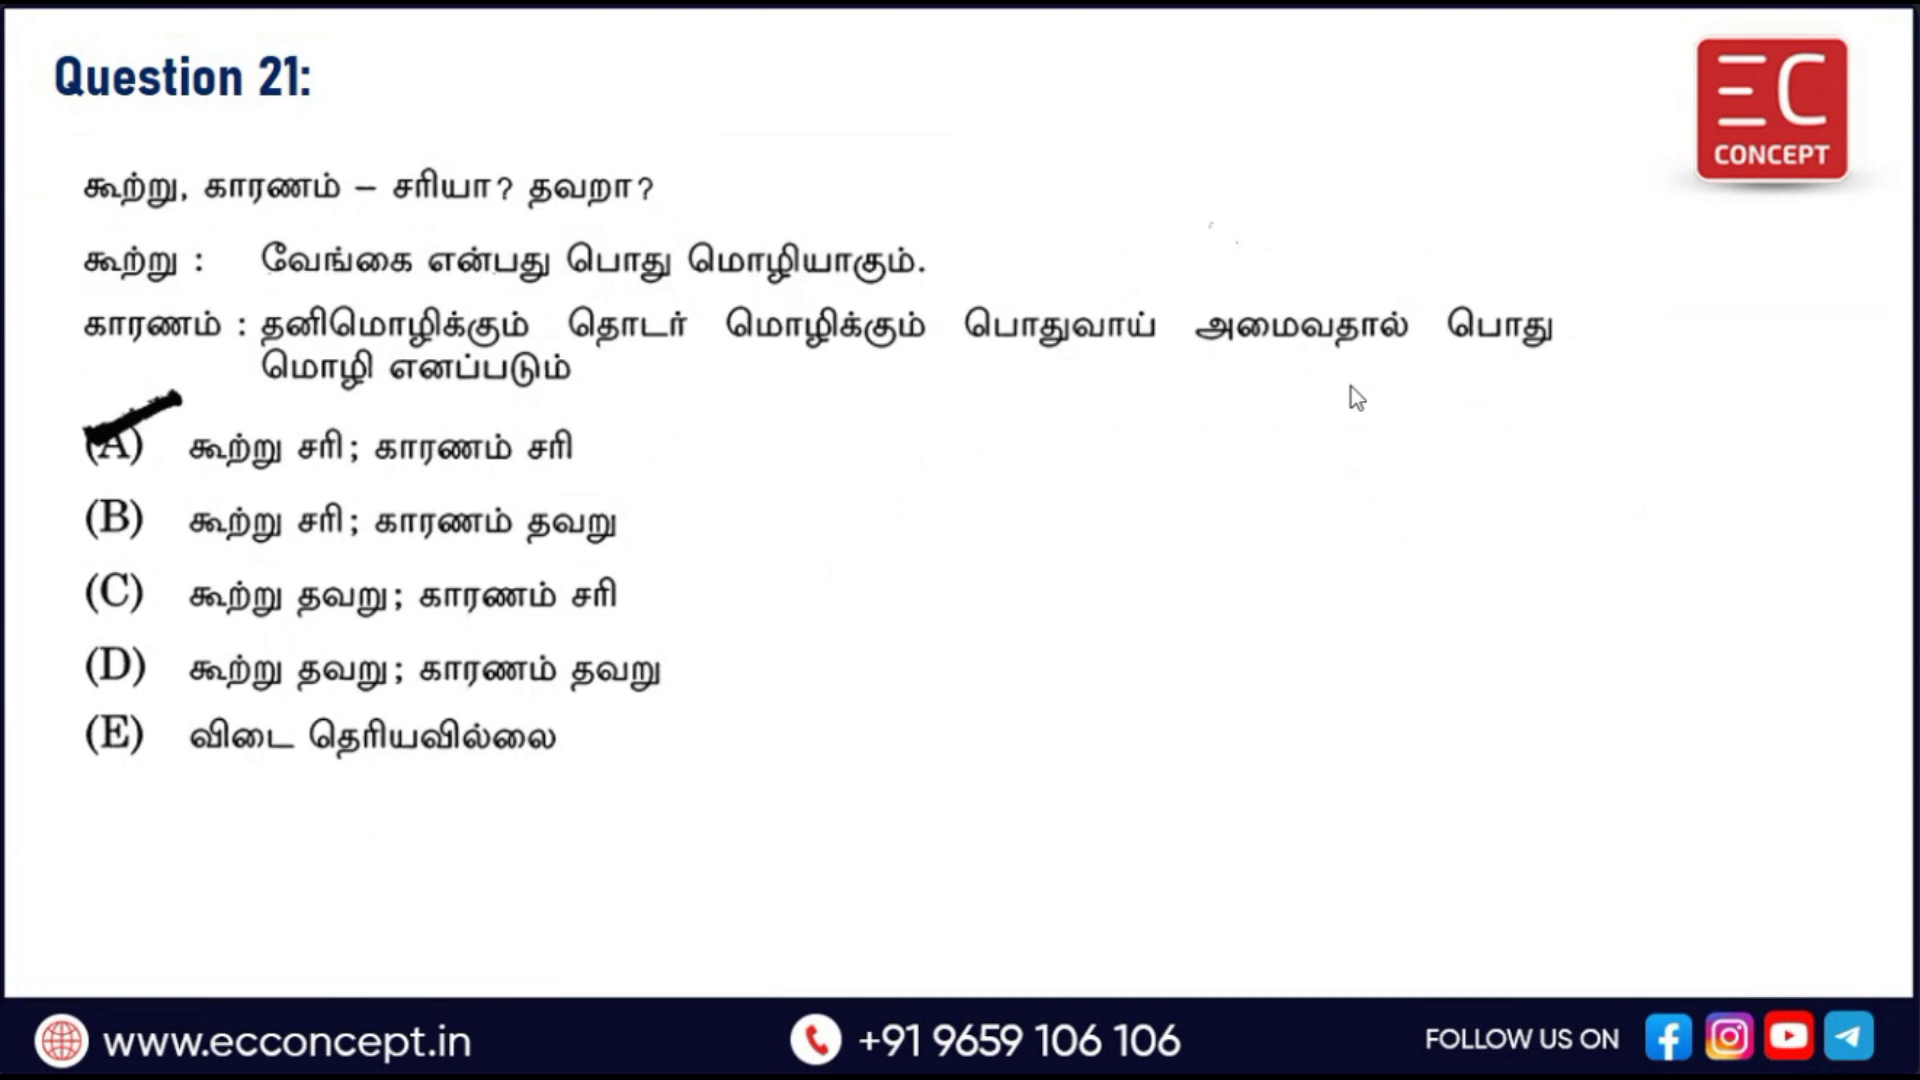 Question 21:
EC
CONCEPT
கூற்று, காரணம் – சரியா? தவறா?
கூற்று : வேங்கை என்பது பொது மொழியாகும்.
காரணம் : தனிமொழிக்கும் தொடர் மொழிக்கும் பொதுவாய் அமைவதால் பொது
மொழி எனப்படும்
(A) கூற்று சரி; காரணம் சரி
(B) கூற்று சரி; காரணம் தவறு
(C) கூற்று தவறு; காரணம் சரி
(D) கூற்று தவறு; காரணம் தவறு
(E) விடை தெரியவில்லை
www.ecconcept.in +91 9659 106 106 FOLLOW US ON